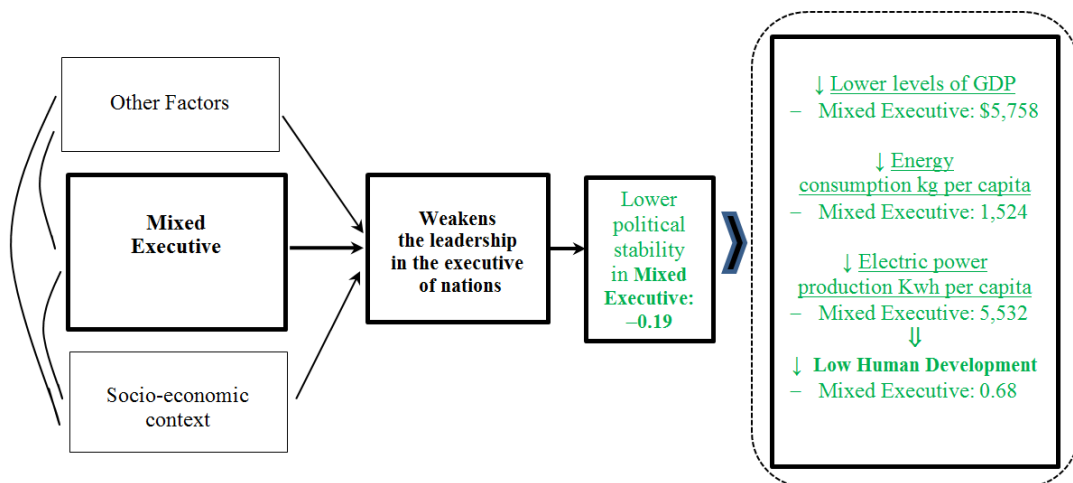 Other Factors
Mixed
Executive
Socio-economic
context
Weakens
the leadership
in the executive
of nations
Lower
political
stability
in Mixed
Executive:
–0.19
↓ Lower levels of GDP
– Mixed Executive: $5,758
↓ Energy
consumption kg per capita
– Mixed Executive: 1,524
↓ Electric power
production Kwh per capita
– Mixed Executive: 5,532
⇓
↓ Low Human Development
– Mixed Executive: 0.68